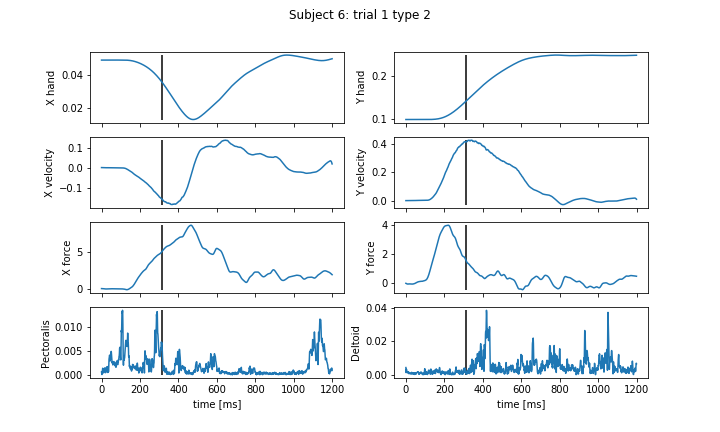 Subject 6: trial 1 type 2
X hand
0.04
0.02
Y hand
0.2
0.1
X velocity
0.1
0.0
−0.1
Y velocity
0.4
0.2
0.0
X force
5
0
Y force
4
2
0
Pectoralis
0.010
0.005
0.000
0 200 400 600 800 1000 1200
time [ms]
Deltoid
0.04
0.02
0.00
0 200 400 600 800 1000 1200
time [ms]